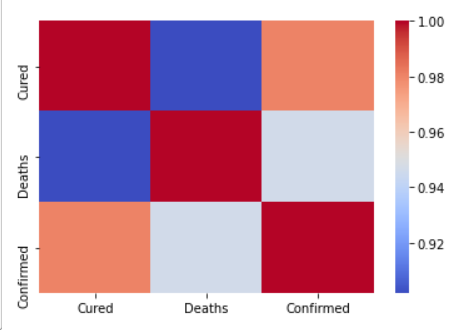 1.00
Cured
0.98
0.96
Deaths
0.94
0.92
Confirmed
Cured Deaths Confirmed